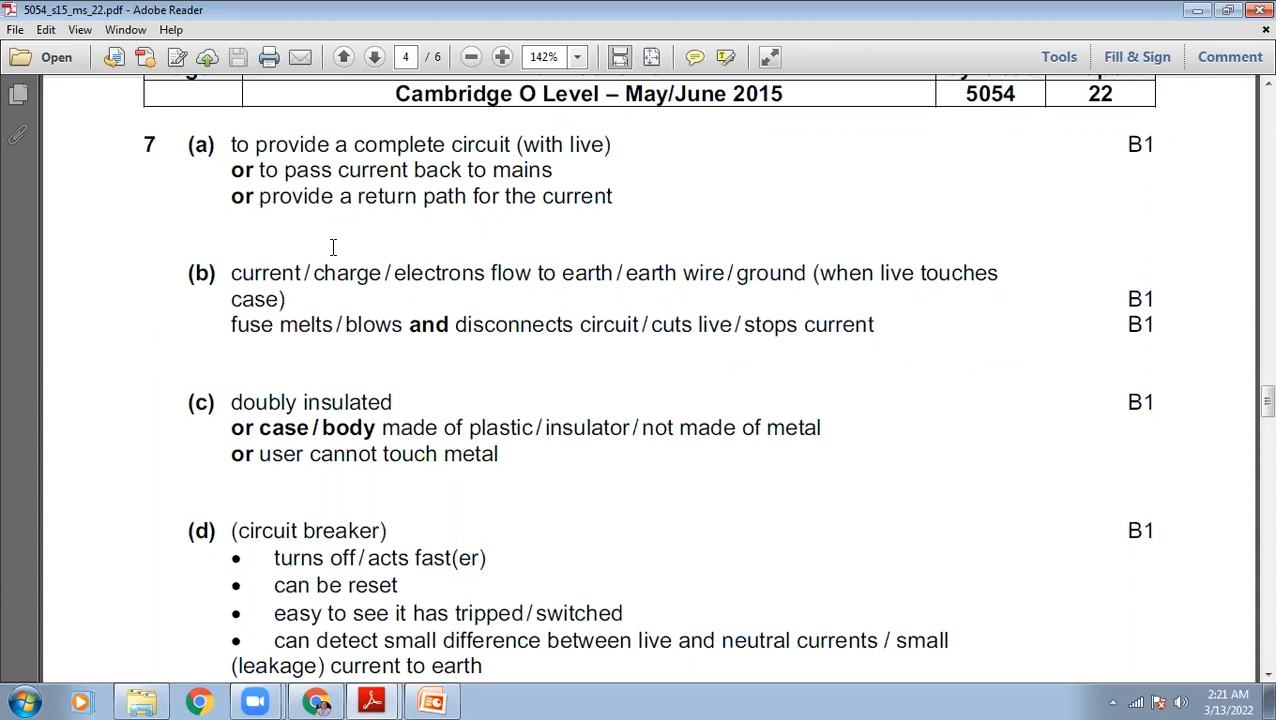 5054_s15_ms_22.pdf - Adobe Reader
File Edit View Window Help
Open 4 / 6 142% Tools Fill & Sign Comment
Cambridge O Level – May/June 2015 5054 22
7 (a) to provide a complete circuit (with live) B1
or to pass current back to mains
or provide a return path for the current
(b) current / charge / electrons flow to earth / earth wire / ground (when live touches
case) B1
fuse melts / blows and disconnects circuit / cuts live / stops current B1
(c) doubly insulated B1
or case / body made of plastic / insulator / not made of metal
or user cannot touch metal
(d) (circuit breaker) B1
• turns off / acts fast(er)
• can be reset
• easy to see it has tripped / switched
• can detect small difference between live and neutral currents / small
(leakage) current to earth
2:21 AM
3/13/2022